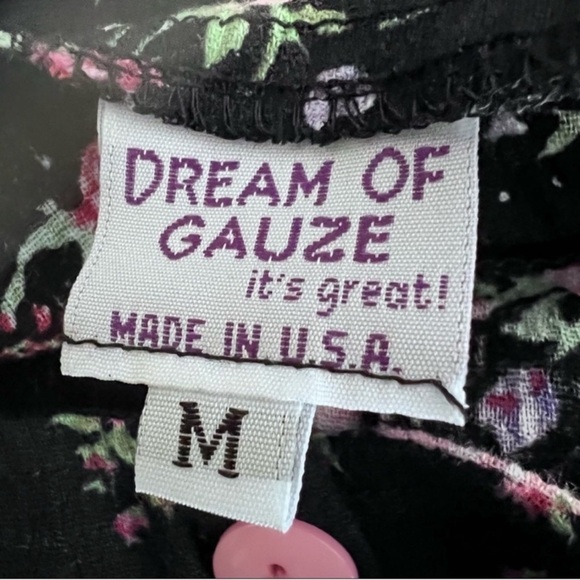 DREAM OF
GAUZE
it's great!
MADE IN U.S.A.
M